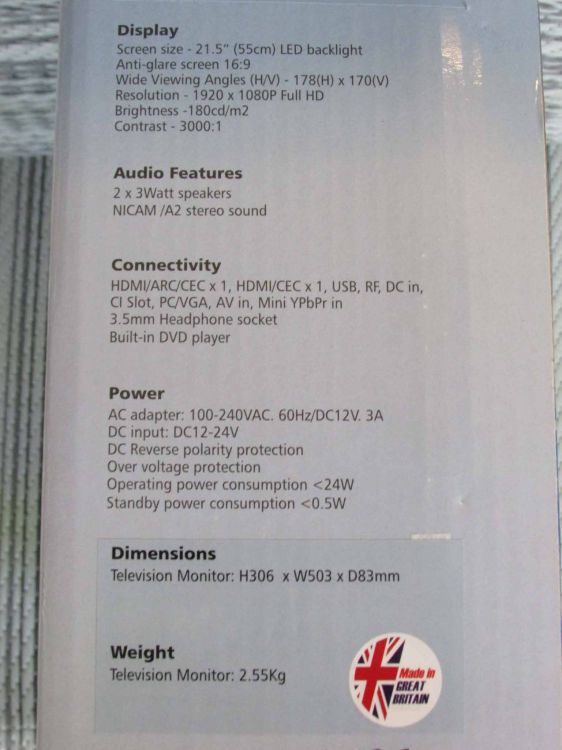 Display
Screen size - 21.5" (55cm) LED backlight
Anti-glare screen 16:9
Wide Viewing Angles (H/V) - 178(H) x 170(V)
Resolution - 1920 x 1080P Full HD
Brightness -180cd/m2
Contrast - 3000:1
Audio Features
2 x 3Watt speakers
NICAM /A2 stereo sound
Connectivity
HDMI/ARC/CEC x 1, HDMI/CEC x 1, USB, RF, DC in,
CI Slot, PC/VGA, AV in, Mini YPbPr in
3.5mm Headphone socket
Built-in DVD player
Power
AC adapter: 100-240VAC. 60Hz/DC12V. 3A
DC input: DC12-24V
DC Reverse polarity protection
Over voltage protection
Operating power consumption <24W
Standby power consumption <0.5W
Dimensions
Television Monitor: H306 x W503 x D83mm
Weight
Television Monitor: 2.55Kg
Made in
GREAT
BRITAIN